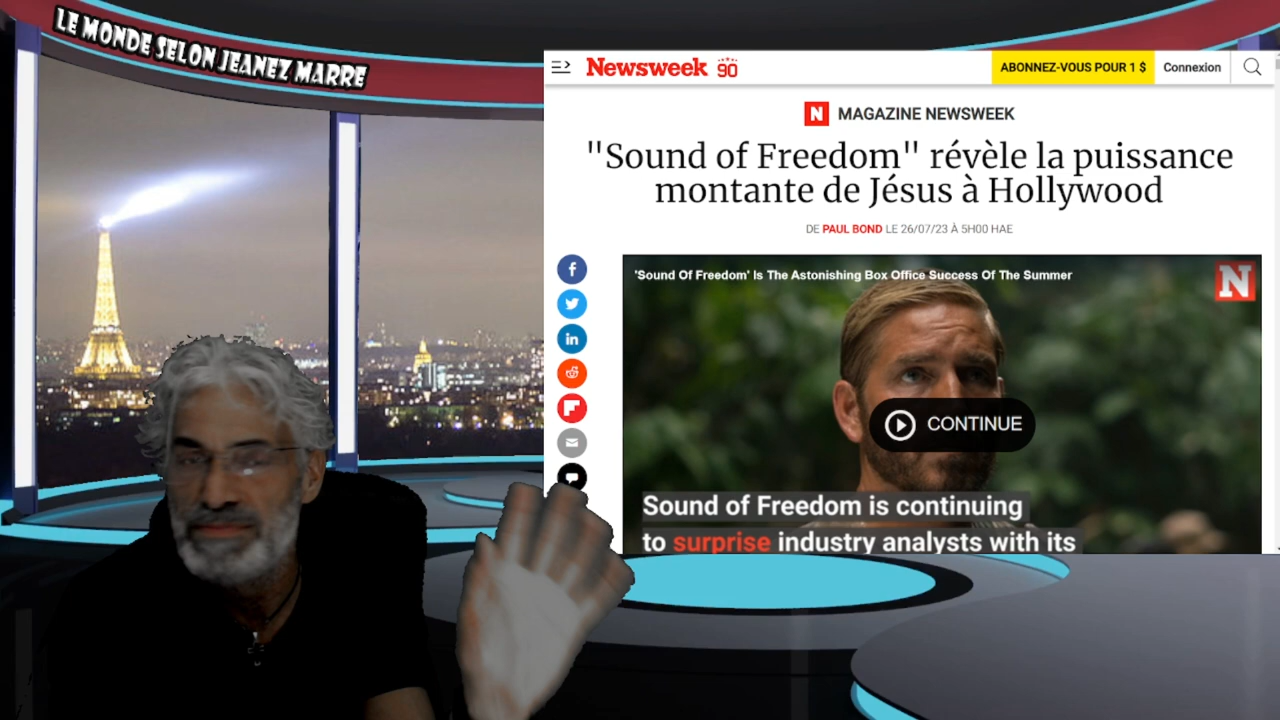 LE MONDE SELON JEANEZ MARRE
Newsweek 90
ABONNEZ-VOUS POUR 1 $
Connexion
N MAGAZINE NEWSWEEK
"Sound of Freedom" révèle la puissance
montante de Jésus à Hollywood
DE PAUL BOND LE 26/07/23 À 5H00 HAE
'Sound Of Freedom' Is The Astonishing Box Office Success Of The Summer
N
CONTINUE
Sound of Freedom is continuing
to surprise industry analysts with its